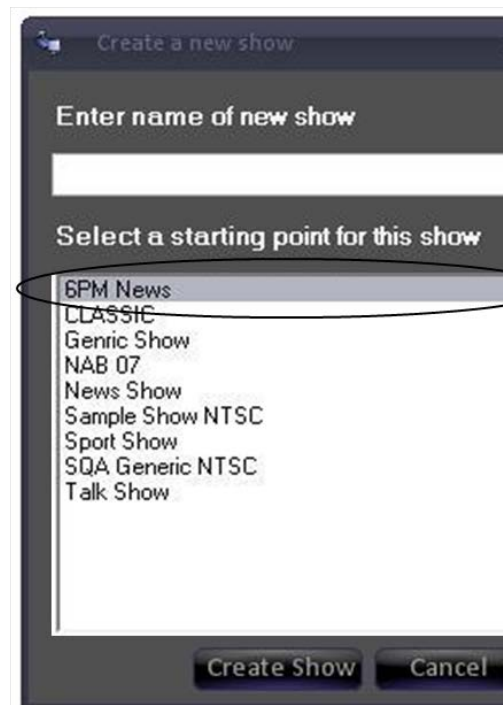 Create a new show
Enter name of new show
Select a starting point for this show
6PM News
CLASSIC
Genric Show
NAB 07
News Show
Sample Show NTSC
Sport Show
SQA Generic NTSC
Talk Show
Create Show
Cancel